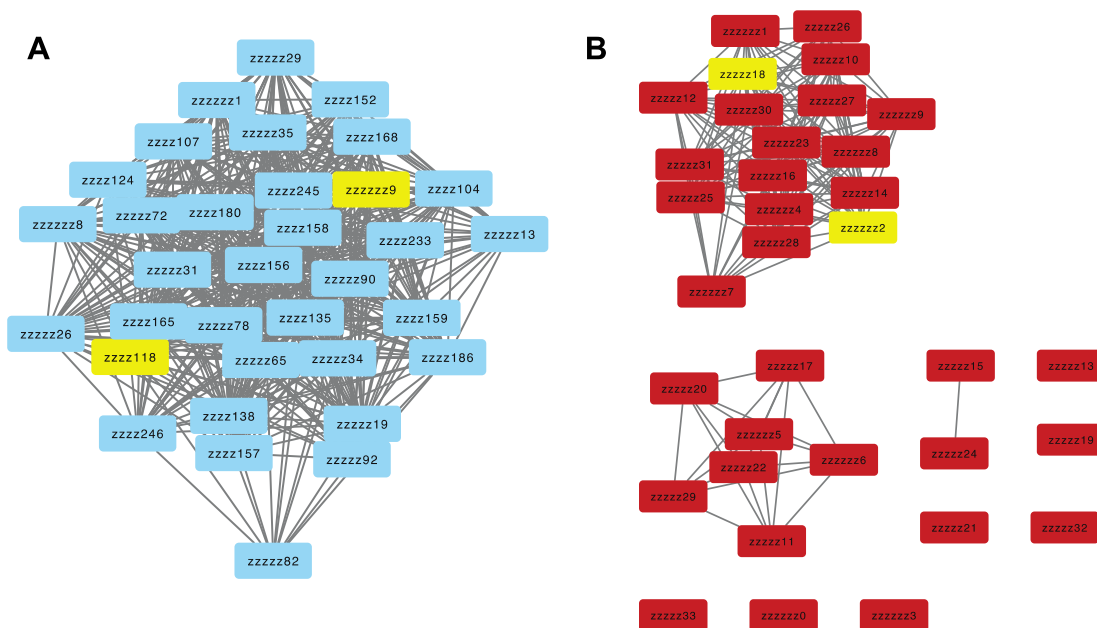 A
zzzzz29
zzzzzz1
zzzz152
zzzz107
zzzzz35
zzzz168
zzzz124
zzzz245
zzzzzz9
zzzz104
zzzzzz8
zzzzz72
zzzz180
zzzz158
zzzz233
zzzzz13
zzzzz31
zzzz156
zzzzz90
zzzzz26
zzzz165
zzzzz78
zzzz135
zzzz159
zzzz118
zzzzz65
zzzzz34
zzzz186
zzzz246
zzzz138
zzzzz19
zzzz157
zzzzz92
zzzzz82
B
zzzzzz1
zzzzz26
zzzzz18
zzzzz10
zzzzz12
zzzzz30
zzzzz27
zzzzzz9
zzzzz23
zzzzzz8
zzzzz31
zzzzz16
zzzzz25
zzzzz14
zzzzzz4
zzzzzz2
zzzzz28
zzzzzz7
zzzzz17
zzzzz20
zzzzzz5
zzzzz22
zzzzzz6
zzzzz29
zzzzz11
zzzzz15
zzzzz13
zzzzz24
zzzzz19
zzzzz21
zzzzz32
zzzzz33
zzzzzz0
zzzzzz3